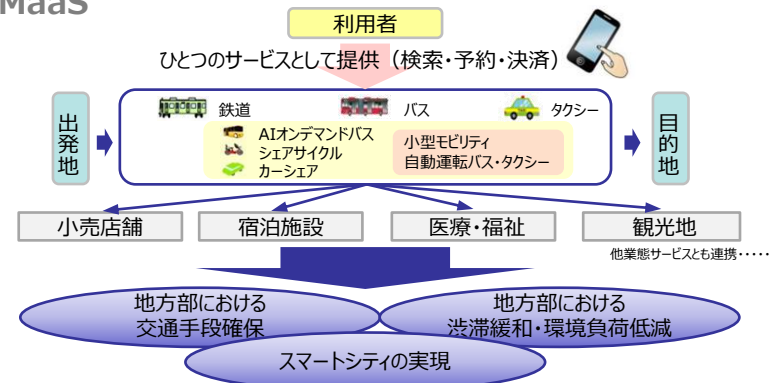 MaaS
利用者
ひとつのサービスとして提供（検索・予約・決済）
出発地
鉄道
バス
タクシー
AIオンデマンドバス
シェアサイクル
カーシェア
小型モビリティ
自動運転バス・タクシー
目的地
小売店舗
宿泊施設
医療・福祉
観光地
他業態サービスとも連携・・・・・
地方部における
交通手段確保
地方部における
渋滞緩和・環境負荷低減
スマートシティの実現